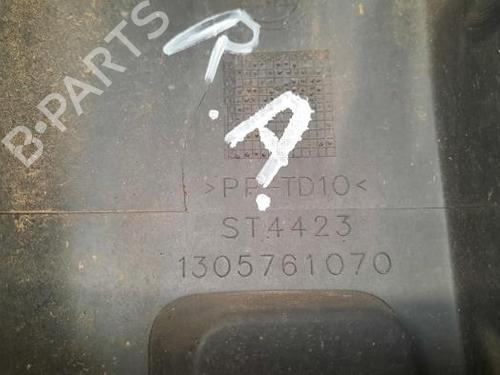 B-PARTS
R.
A.
>PP-TD10<
ST4423
1305761070